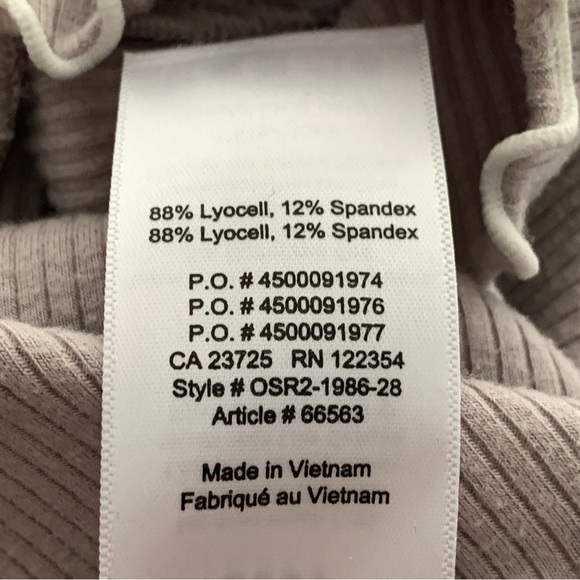 88% Lyocell, 12% Spandex
88% Lyocell, 12% Spandex
P.O. # 4500091974
P.O. # 4500091976
P.O. # 4500091977
CA 23725 RN 122354
Style # OSR2-1986-28
Article # 66563
Made in Vietnam
Fabriqué au Vietnam